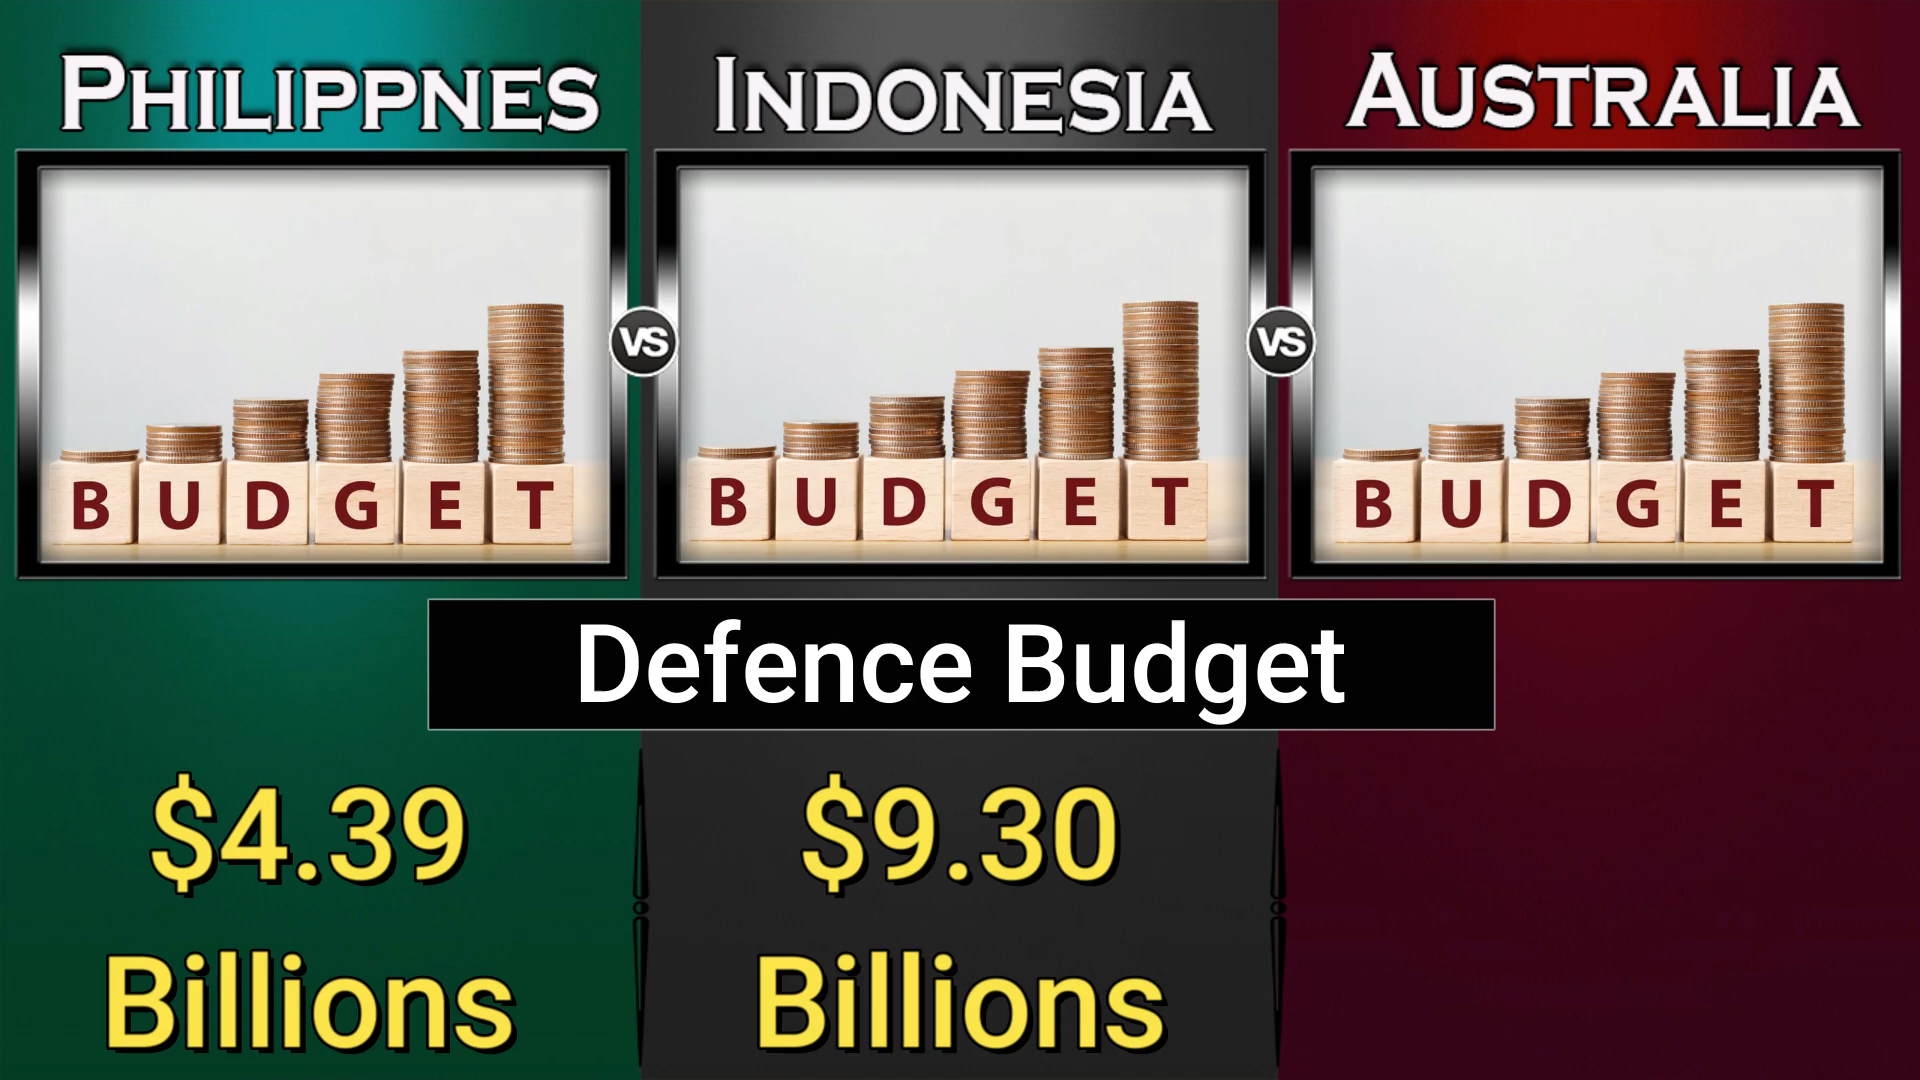 PHILIPPNES
INDONESIA
AUSTRALIA
VS
VS
BUDGET
BUDGET
BUDGET
Defence Budget
$4.39
Billions
$9.30
Billions